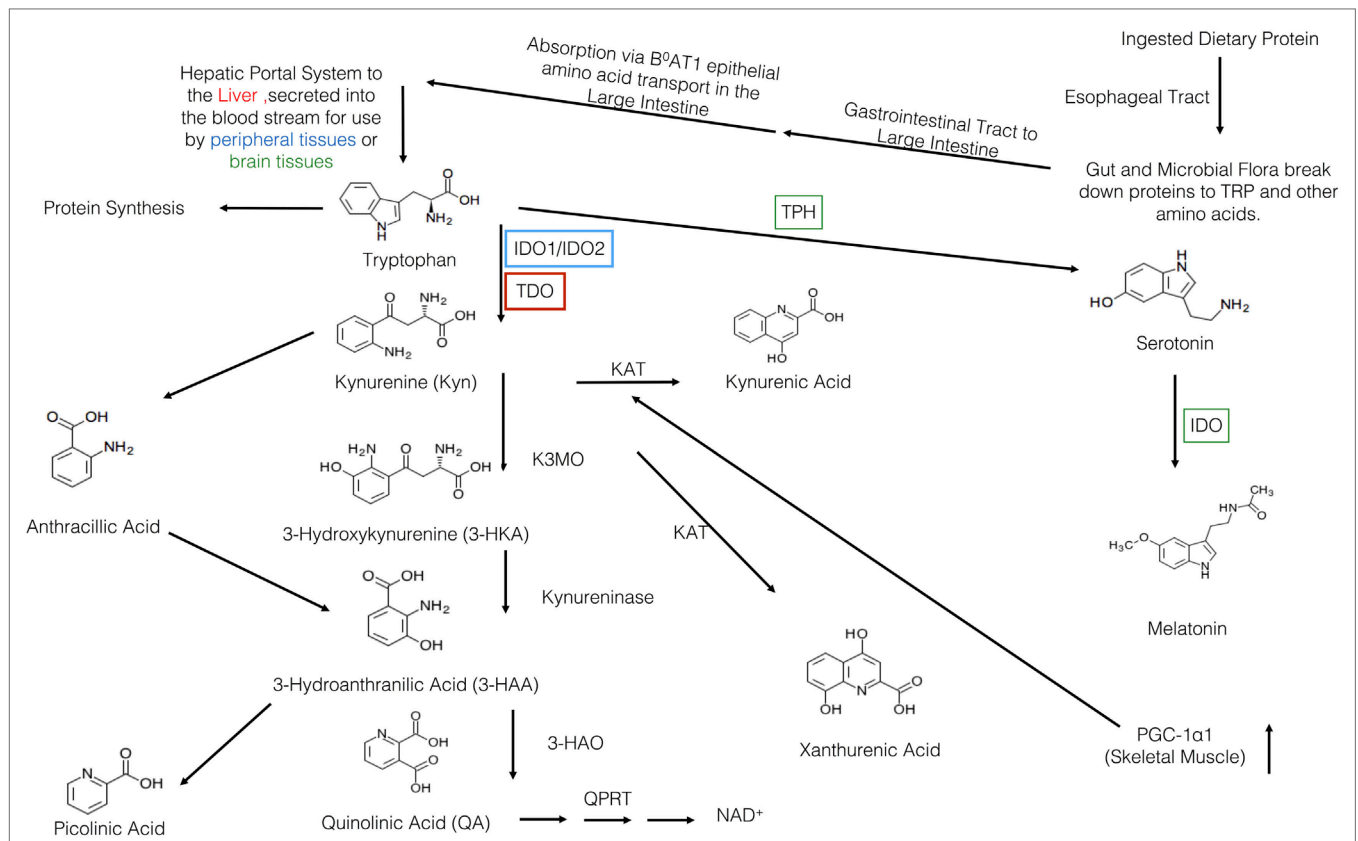 Ingested Dietary Protein
Esophageal Tract
Gut and Microbial Flora break
down proteins to TRP and other
amino acids.
Gastrointestinal Tract to
Large Intestine
Absorption via B⁰AT1 epithelial
amino acid transport in the
Large Intestine
Hepatic Portal System to
the Liver ,secreted into
the blood stream for use
by peripheral tissues or
brain tissues
Protein Synthesis
O
OH
NH₂
N
H
Tryptophan
TPH
IDO1/IDO2
TDO
O
NH₂
OH
O
NH₂
Kynurenine (Kyn)
KAT
O
N
OH
HO
Kynurenic Acid
H
N
HO
NH₂
Serotonin
IDO
CH₃
HN
O
O
H₃C
N
H
Melatonin
O
OH
NH₂
Anthracillic Acid
H₂N
O
NH₂
HO
OH
O
K3MO
3-Hydroxykynurenine (3-HKA)
KAT
Kynureninase
O
OH
NH₂
OH
3-Hydroanthranilic Acid (3-HAA)
HO
N
O
OH
OH
Xanthurenic Acid
PGC-1α1
(Skeletal Muscle)
3-HAO
N
O
OH
Picolinic Acid
O
N
OH
O
OH
Quinolinic Acid (QA)
QPRT
NAD⁺